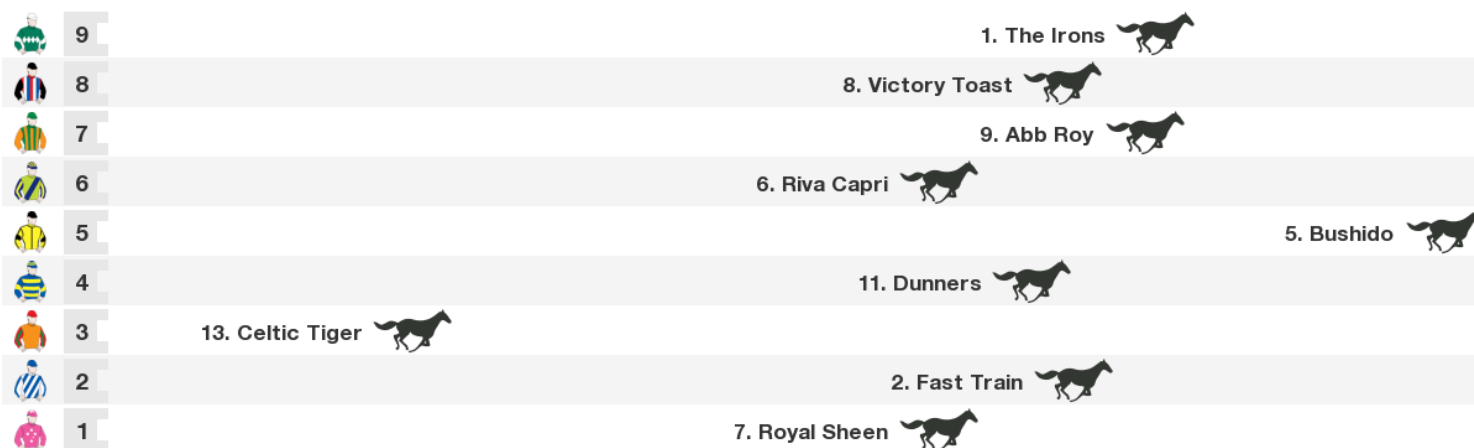 9 1. The Irons
8 8. Victory Toast
7 9. Abb Roy
6 6. Riva Capri
5 5. Bushido
4 11. Dunners
3 13. Celtic Tiger
2 2. Fast Train
1 7. Royal Sheen